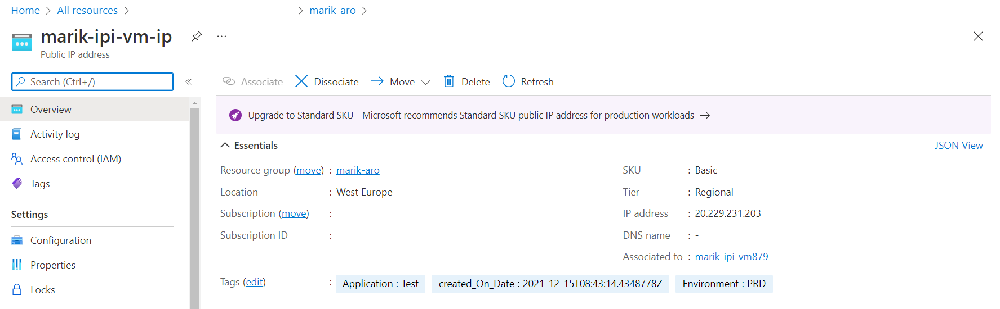 Home > All resources > > marik-aro >
marik-ipi-vm-ip ...
Public IP address
Search (Ctrl+/) «
Associate Dissociate Move Delete Refresh
Overview
Activity log
Access control (IAM)
Tags
Settings
Configuration
Properties
Locks
Upgrade to Standard SKU - Microsoft recommends Standard SKU public IP address for production workloads →
Essentials
JSON View
Resource group (move) : marik-aro
Location : West Europe
Subscription (move) :
Subscription ID :
SKU : Basic
Tier : Regional
IP address : 20.229.231.203
DNS name : -
Associated to : marik-ipi-vm879
Tags (edit) : Application : Test created_On_Date : 2021-12-15T08:43:14.4348778Z Environment : PRD